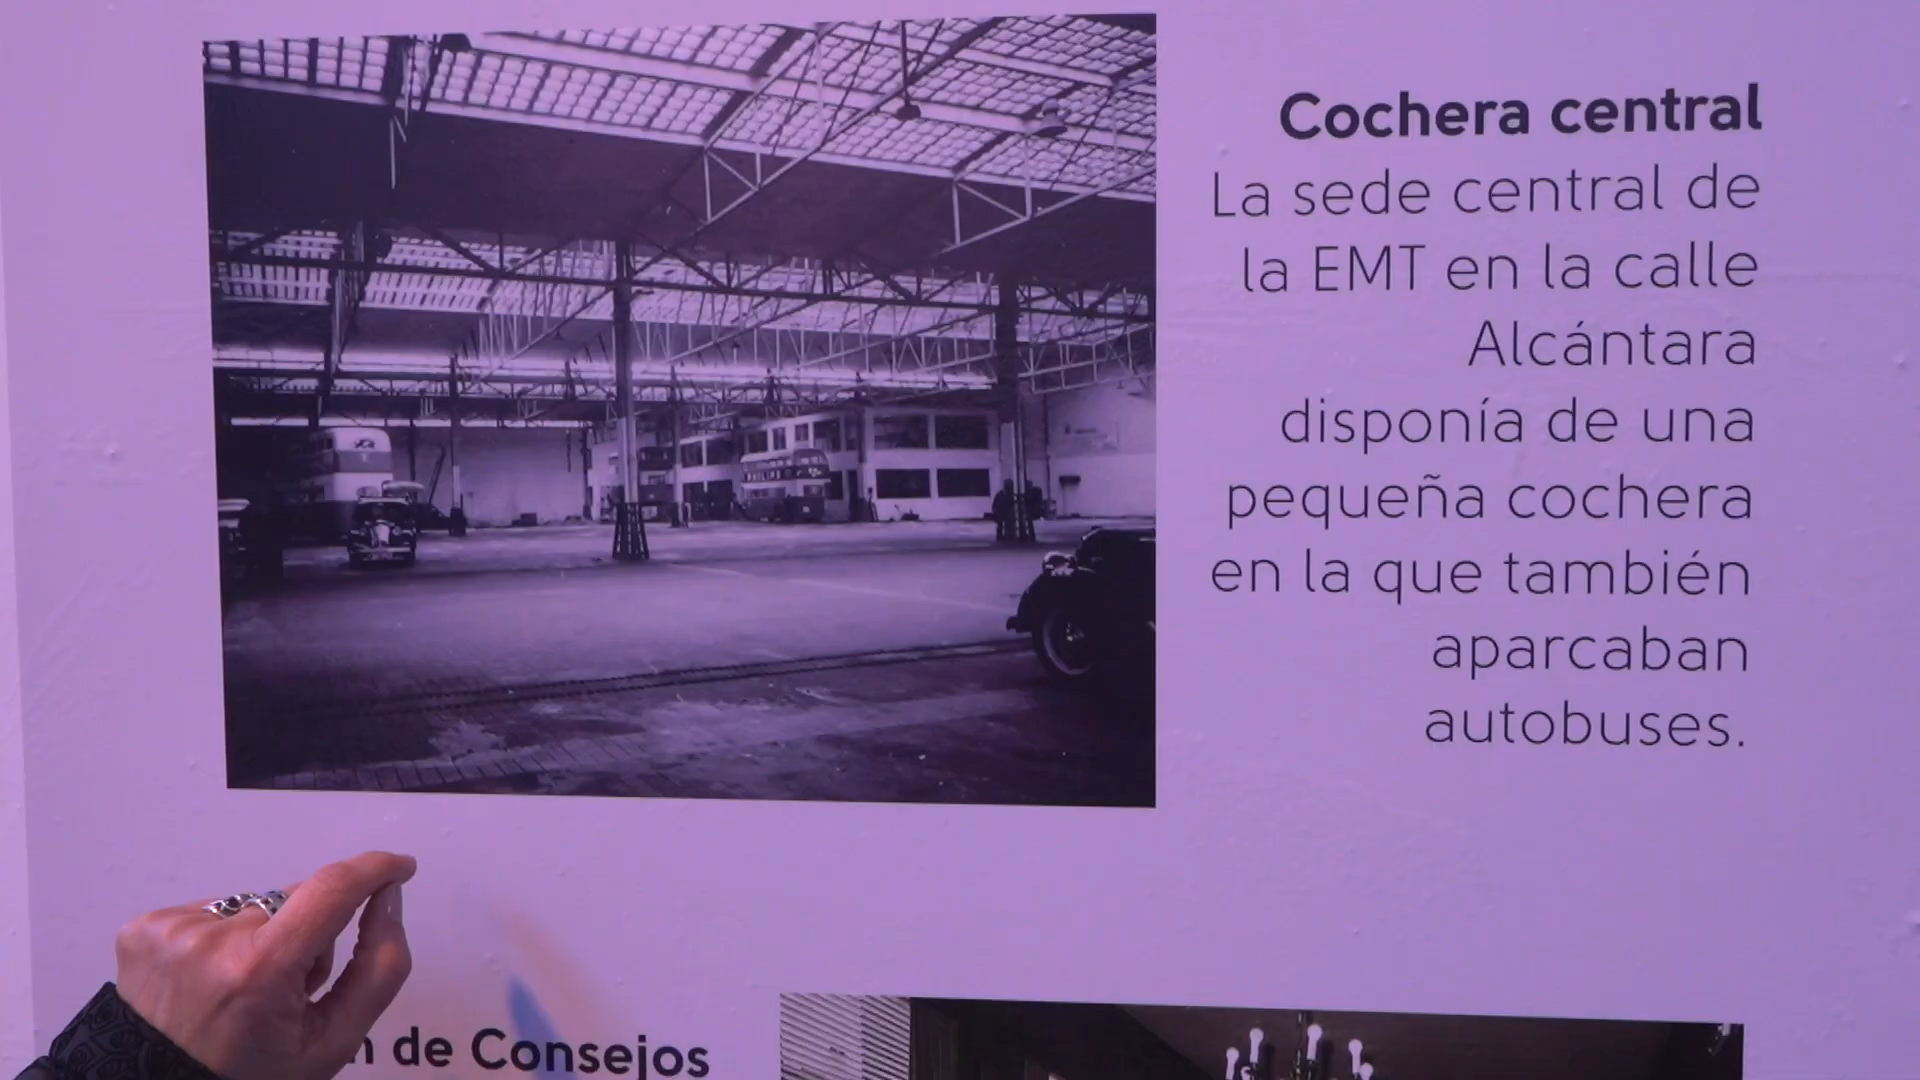 Cochera central
La sede central de
la EMT en la calle
Alcántara
disponía de una
pequeña cochera
en la que también
aparcaban
autobuses.
PHILIPS
de Consejos